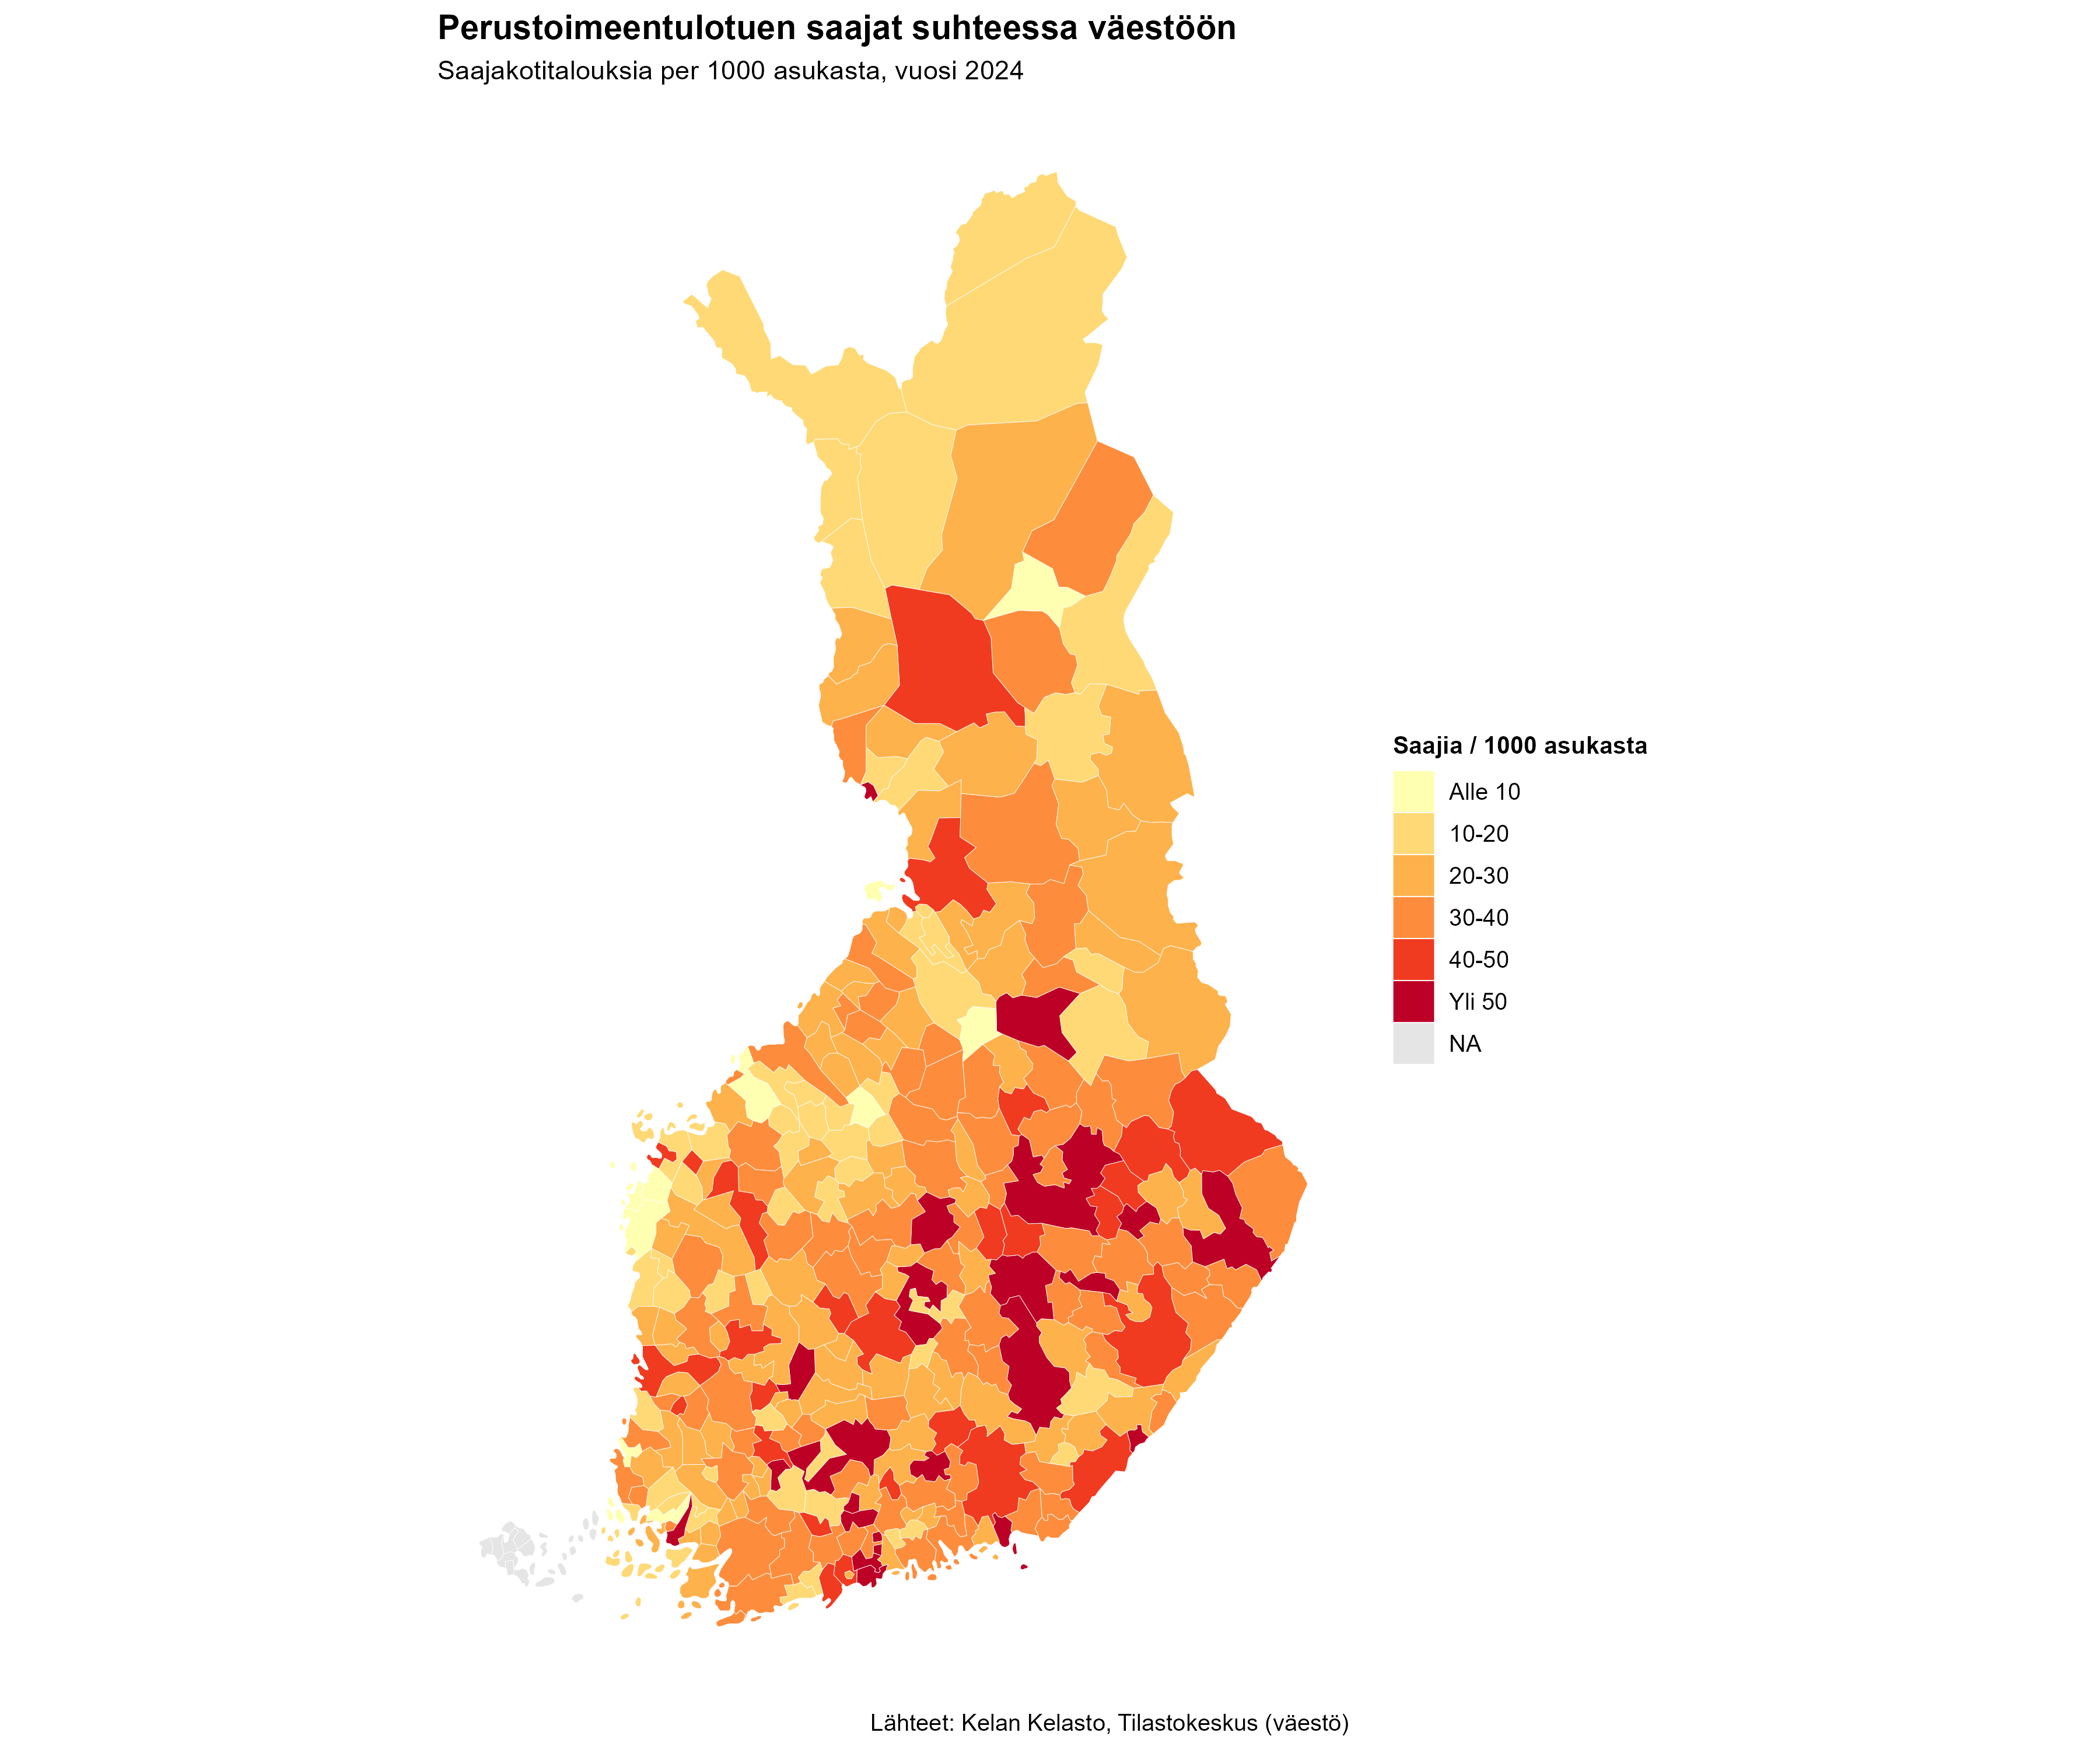 Perustoimeentulotuen saajat suhteessa väestöön
Saajakotitalouksia per 1000 asukasta, vuosi 2024
Saajia / 1000 asukasta
Alle 10
10-20
20-30
30-40
40-50
Yli 50
NA
Lähteet: Kelan Kelasto, Tilastokeskus (väestö)